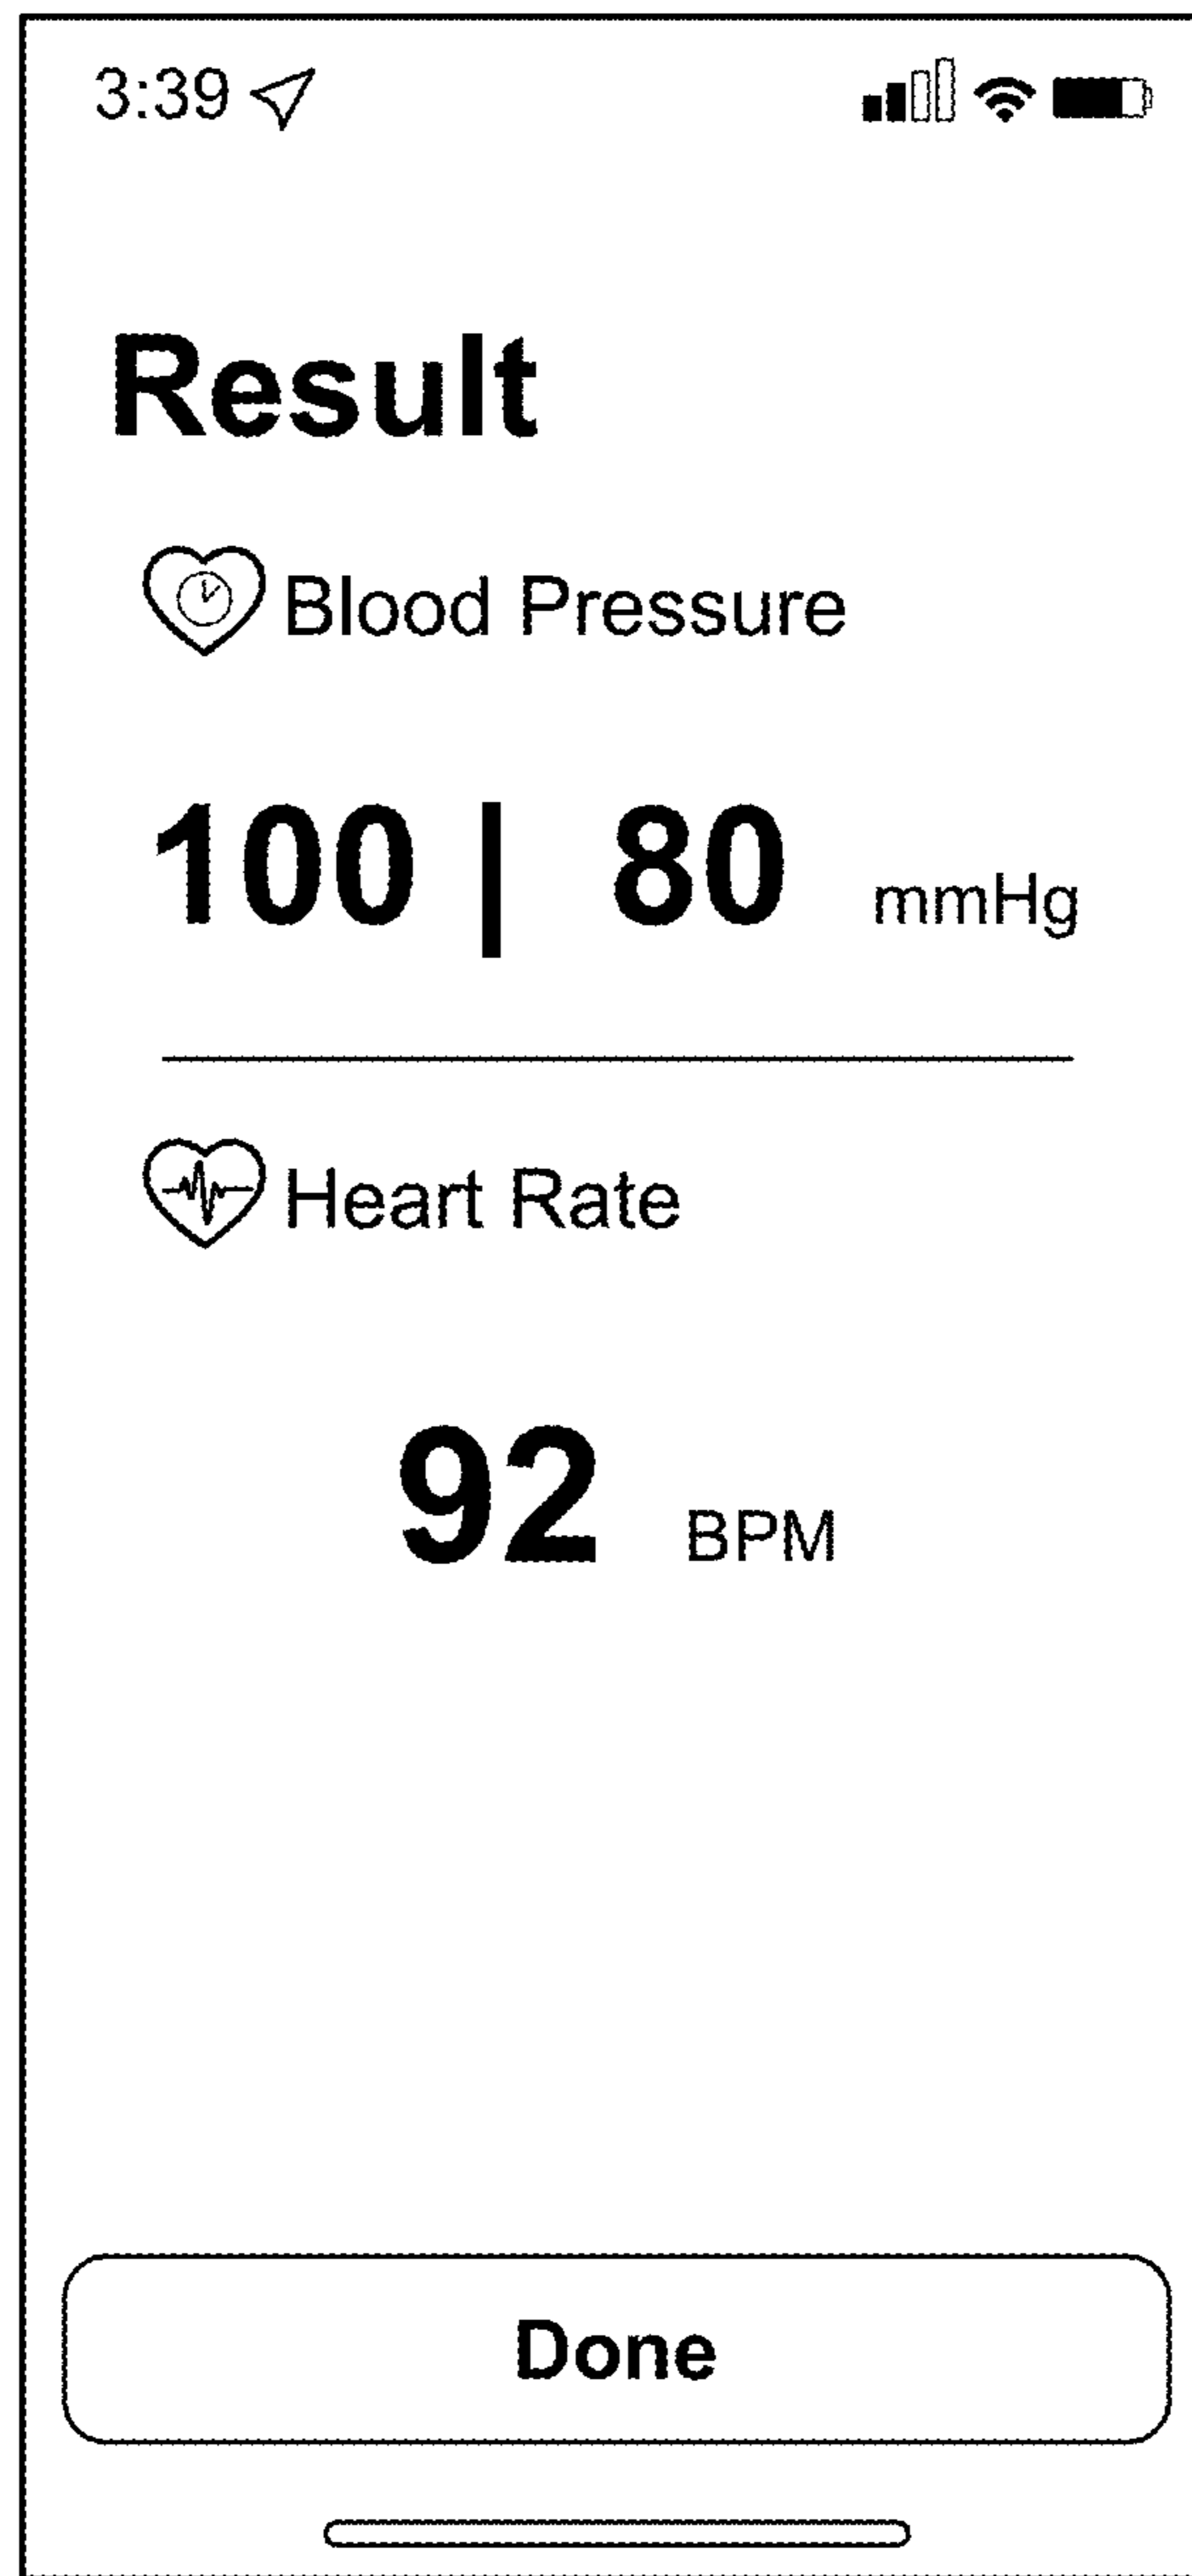 3:39
Result
Blood Pressure
100 | 80 mmHg
Heart Rate
92 BPM
Done